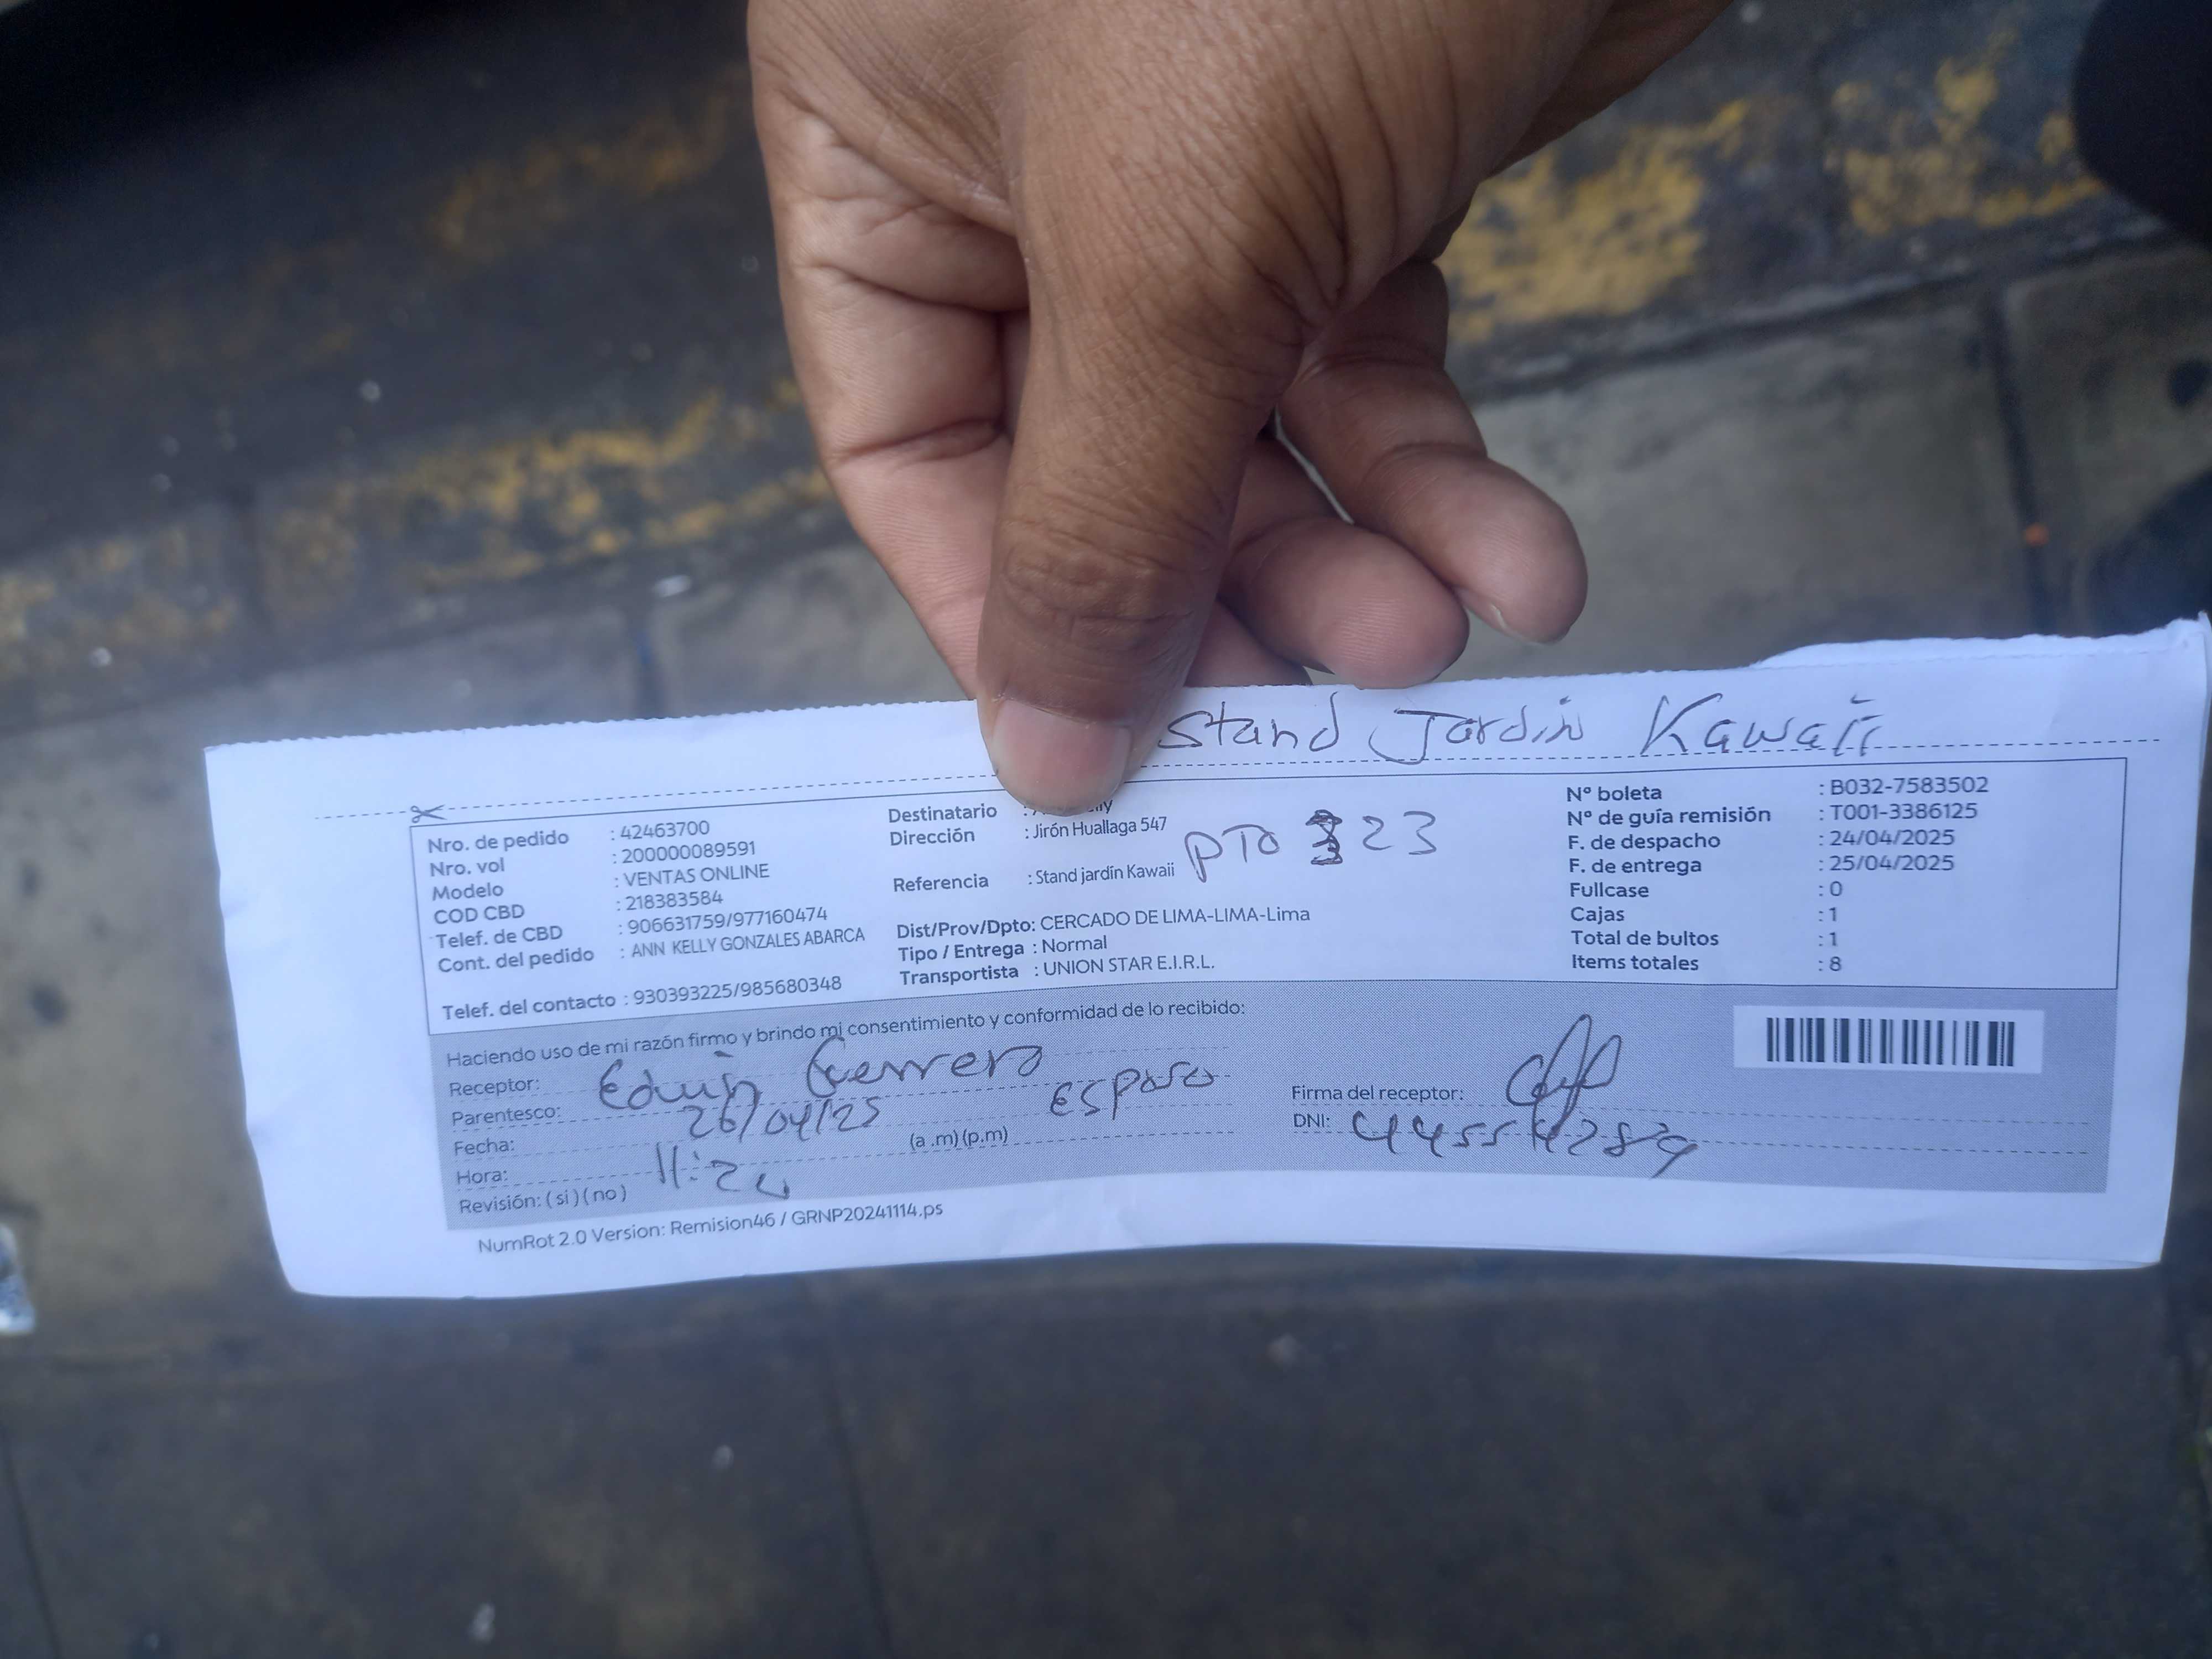 Stand Jardin Kawaii
Nro. de pedido : 42463700
Nro. vol : 200000089591
Modelo : VENTAS ONLINE
COD CBD : 218383584
Telef. de CBD : 906631759/977160474
Cont. del pedido : ANN KELLY GONZALES ABARCA
Telef. del contacto : 930393225/985680348
Destinatario :
Dirección : Jirón Huallaga 547
PTO 23
Referencia : Stand jardín Kawaii
Dist/Prov/Dpto: CERCADO DE LIMA-LIMA-Lima
Tipo / Entrega : Normal
Transportista : UNION STAR E.I.R.L.
N° boleta : B032-7583502
N° de guía remisión : T001-3386125
F. de despacho : 24/04/2025
F. de entrega : 25/04/2025
Fullcase : 0
Cajas : 1
Total de bultos : 1
Items totales : 8
Haciendo uso de mi razón firmo y brindo mi consentimiento y conformidad de lo recibido:
Receptor: Edwin Guerrero
Parentesco: Esposo
Fecha: 26/04/25
Hora: 11:20 (a .m) (p.m)
Revisión: ( si ) ( no )
Firma del receptor:
DNI: 44554289
NumRot 2.0 Version: Remision46 / GRNP20241114.ps